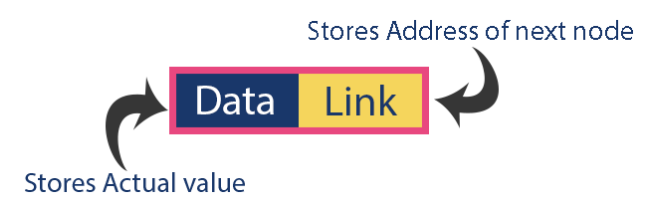 Stores Address of next node
Data Link
Stores Actual value